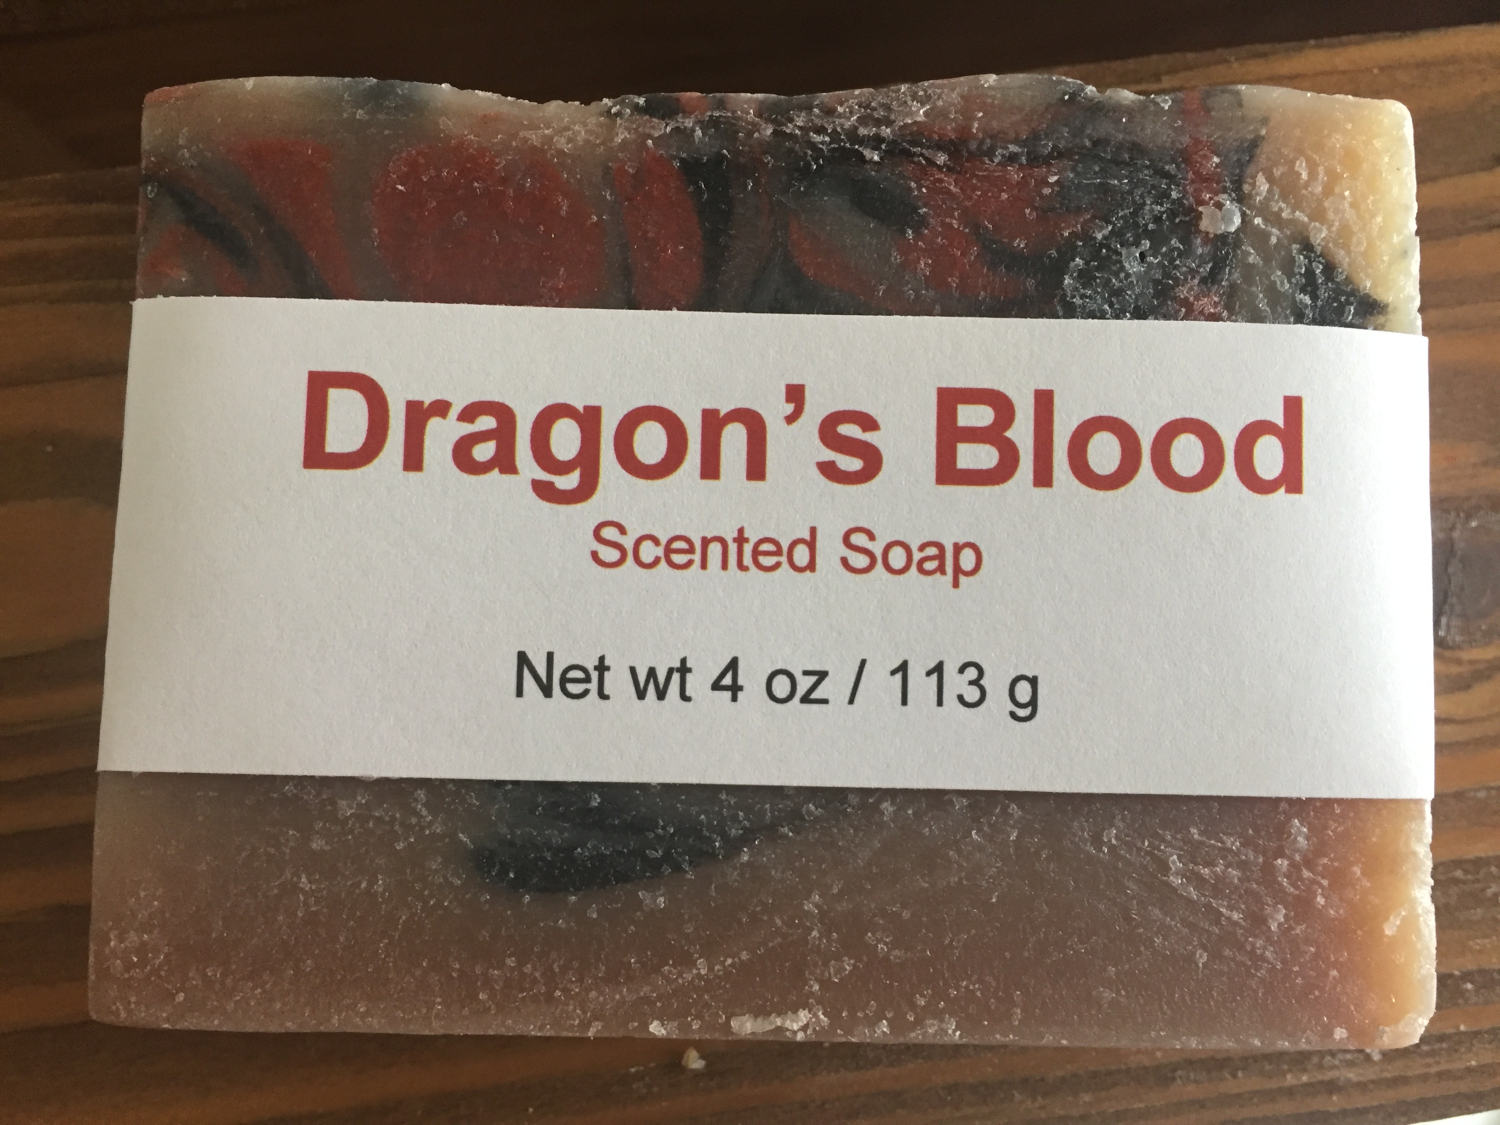 Dragon’s Blood
Scented Soap
Net wt 4 oz / 113 g